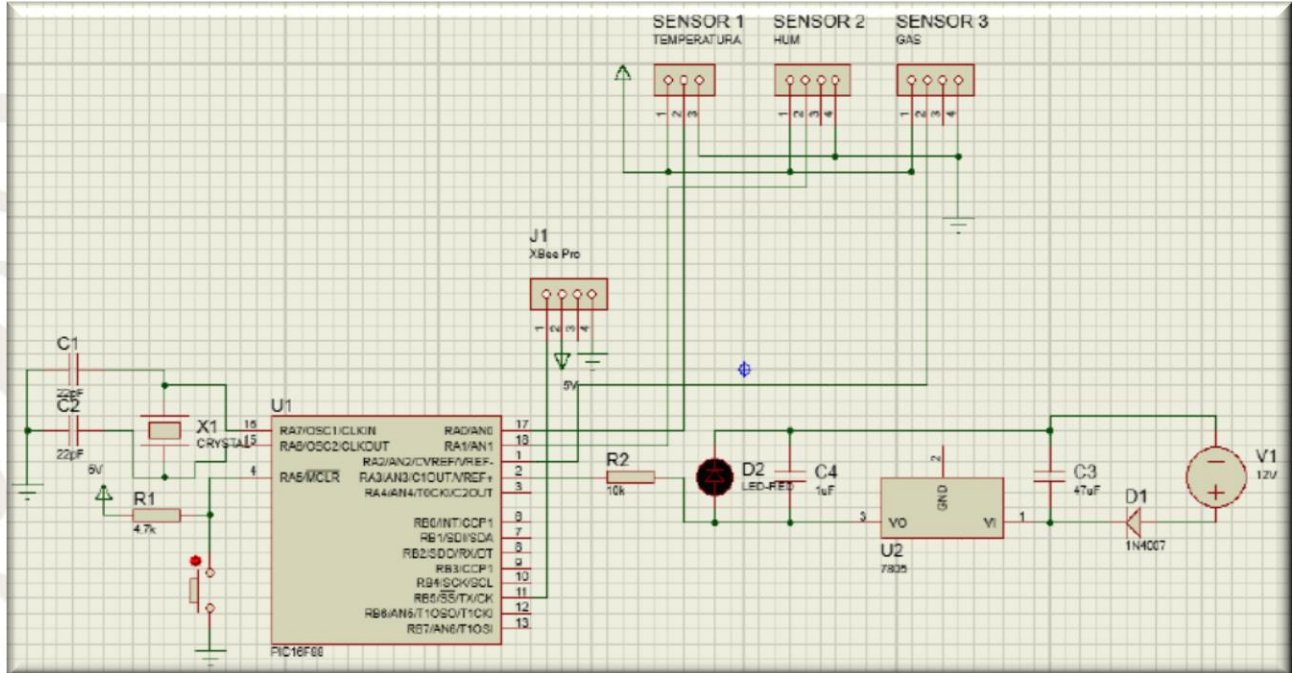 SENSOR 1
TEMPERATURA
1
2
3
SENSOR 2
HUM
1
2
3
4
SENSOR 3
GAS
1
2
3
4
J1
XBee Pro
1
2
3
4
5V
C1
22pF
C2
22pF
X1
CRYSTAL
5V
R1
4.7k
U1
16
RA7/OSC1/CLKIN
15
RA6/OSC2/CLKOUT
4
RA5/MCLR
RA0/AN0
17
RA1/AN1
18
RA2/AN2/CVREF/VREF-
1
RA3/AN3/C1OUT/VREF+
2
RA4/AN4/T0CKI/C2OUT
3
RB0/INT/CCP1
6
RB1/SDI/SDA
7
RB2/SDO/RX/DT
8
RB3/CCP1
9
RB4/SCK/SCL
10
RB5/SS/TX/CK
11
RB6/AN5/T1OSO/T1CKI
12
RB7/AN6/T1OSI
13
PIC16F88
R2
10k
D2
LED-RED
C4
1uF
3
VO
2
GND
VI
1
U2
7805
C3
47uF
D1
1N4007
V1
12V